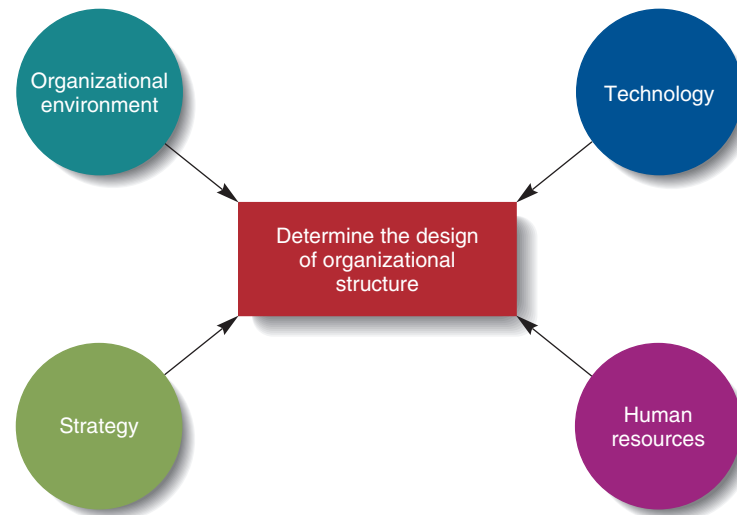 Organizational
environment
Technology
Determine the design
of organizational
structure
Strategy
Human
resources